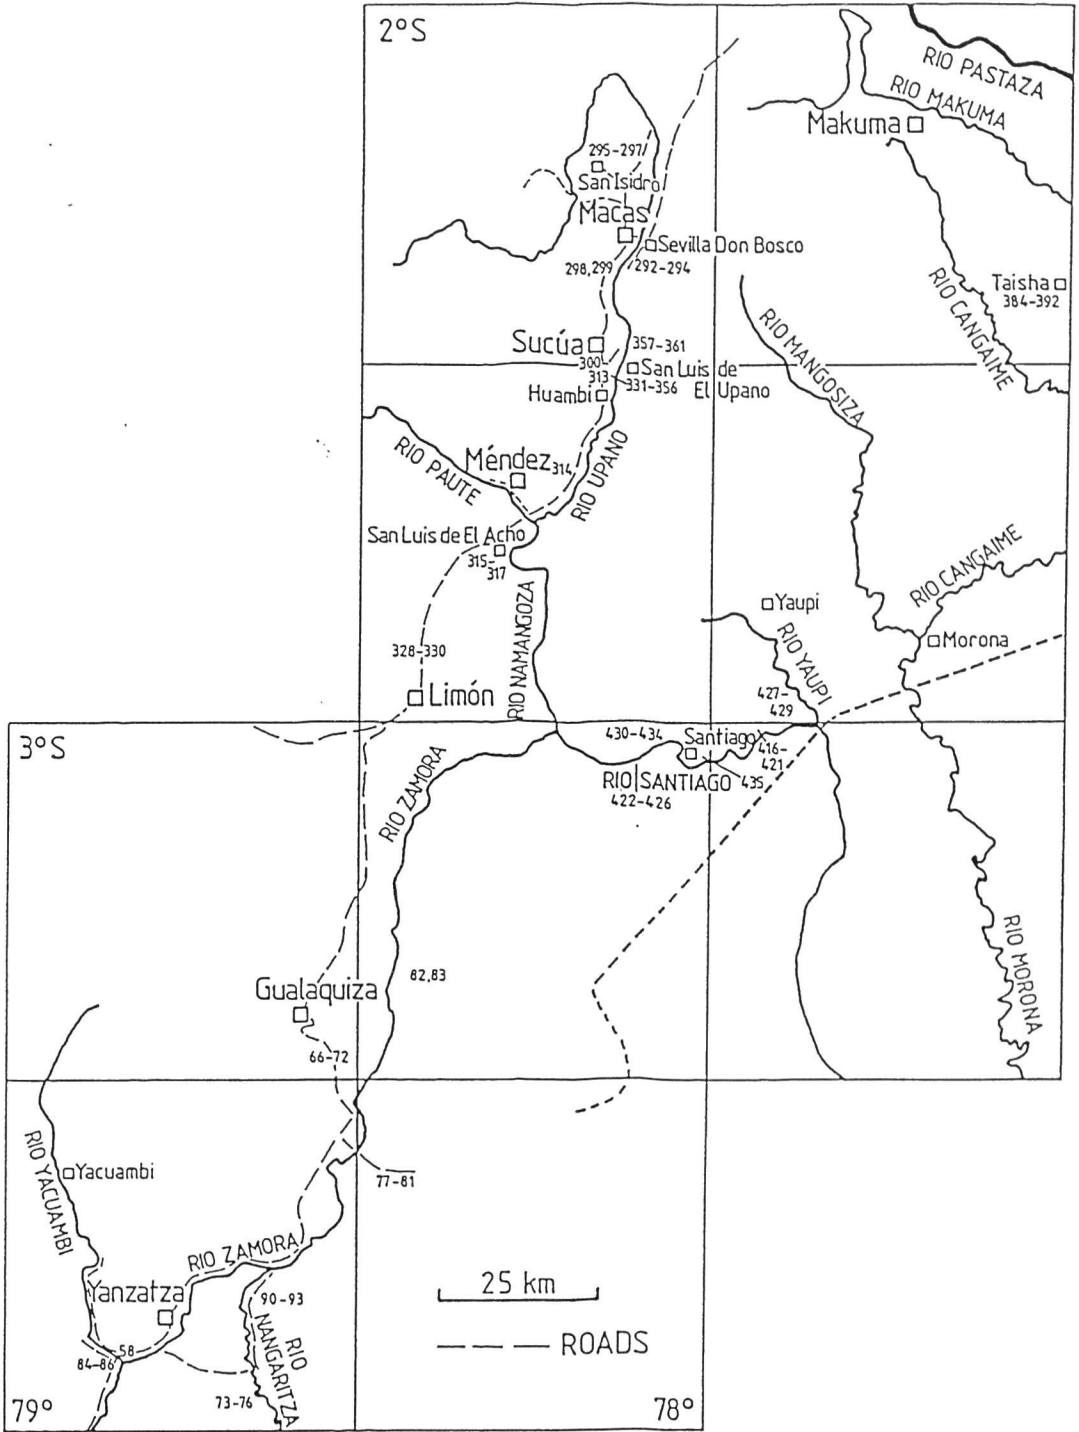 2°S
RIO PASTAZA
RIO MAKUMA
Makuma
295-297
San Isidro
Macas
Sevilla Don Bosco
298,299
292-294
Taisha
384-392
RIO CANGAIME
RIO MANGOSIZA
Sucúa
357-361
300-
313
San Luis de
El Upano
331-356
Huambi
RIO PAUTE
Méndez
314
RIO UPANO
San Luis de El Acho
315-
317
RIO CANGAIME
RIO NAMANGOZA
Yaupi
RIO YAUPI
Morona
328-330
Limón
427-
429
3°S
430-434
Santiago
416-
421
435
RIO SANTIAGO
422-426
RIO ZAMORA
RIO MORONA
82,83
Gualaquiza
66-72
RIO YACUAMBI
Yacuambi
77-81
RIO ZAMORA
Yanzatza
90-93
RIO
NANGARITZA
58
84-86
73-76
25 km
ROADS
79°
78°